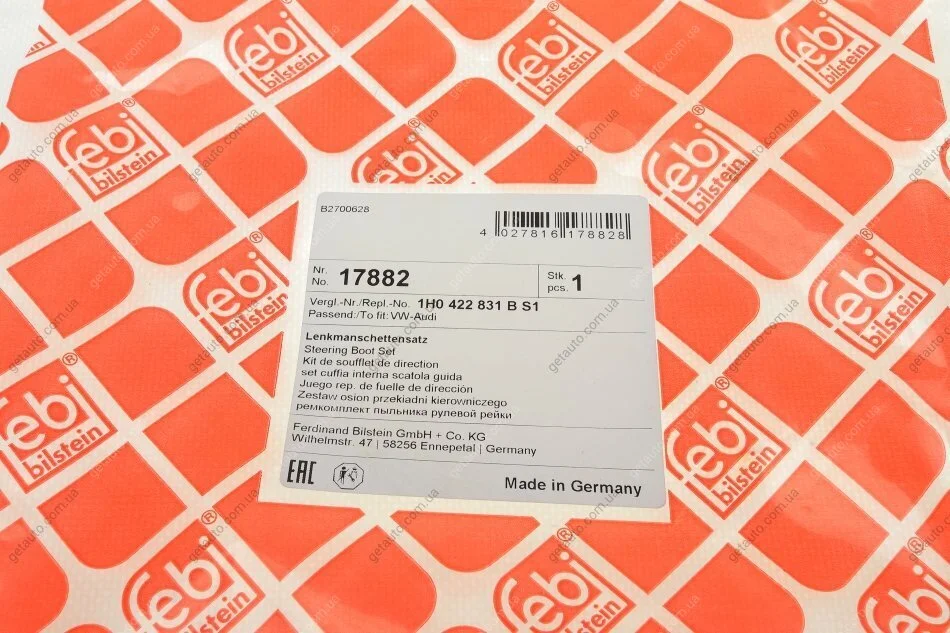 B2700628
4 027816 178828
Nr.
No. 17882
Stk.
pcs. 1
Vergl.-Nr./Repl.-No. 1H0 422 831 B S1
Passend:/To fit: VW-Audi
Lenkmanschettensatz
Steering Boot Set
Kit de soufflet de direction
set cuffia interna scatola guida
Juego rep. de fuelle de dirección
Zestaw osion przekiadni kierowniczego
ремкомплект пыльника рулевой рейки
Ferdinand Bilstein GmbH + Co. KG
Wilhelmstr. 47 | 58256 Ennepetal | Germany
EAC
Made in Germany
febi®
bilstein
getauto.com.ua